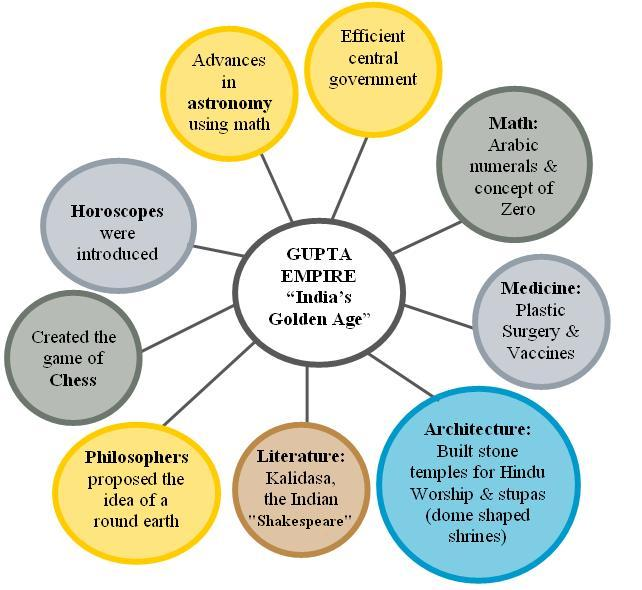 GUPTA
EMPIRE
“India’s
Golden Age”
Efficient
central
government
Math:
Arabic
numerals &
concept of
Zero
Medicine:
Plastic
Surgery &
Vaccines
Architecture:
Built stone
temples for Hindu
Worship & stupas
(dome shaped
shrines)
Literature:
Kalidasa,
the Indian
"Shakespeare"
Philosophers
proposed the
idea of a
round earth
Created the
game of
Chess
Horoscopes
were
introduced
Advances
in
astronomy
using math